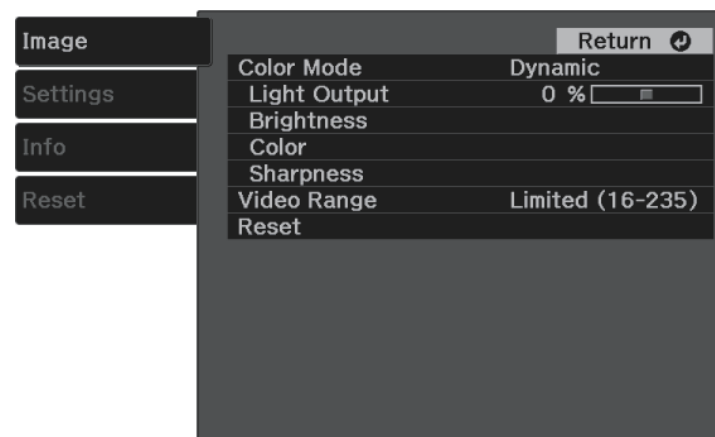 Image
Settings
Info
Reset
Return
Color Mode Dynamic
Light Output 0 %
Brightness
Color
Sharpness
Video Range Limited (16-235)
Reset